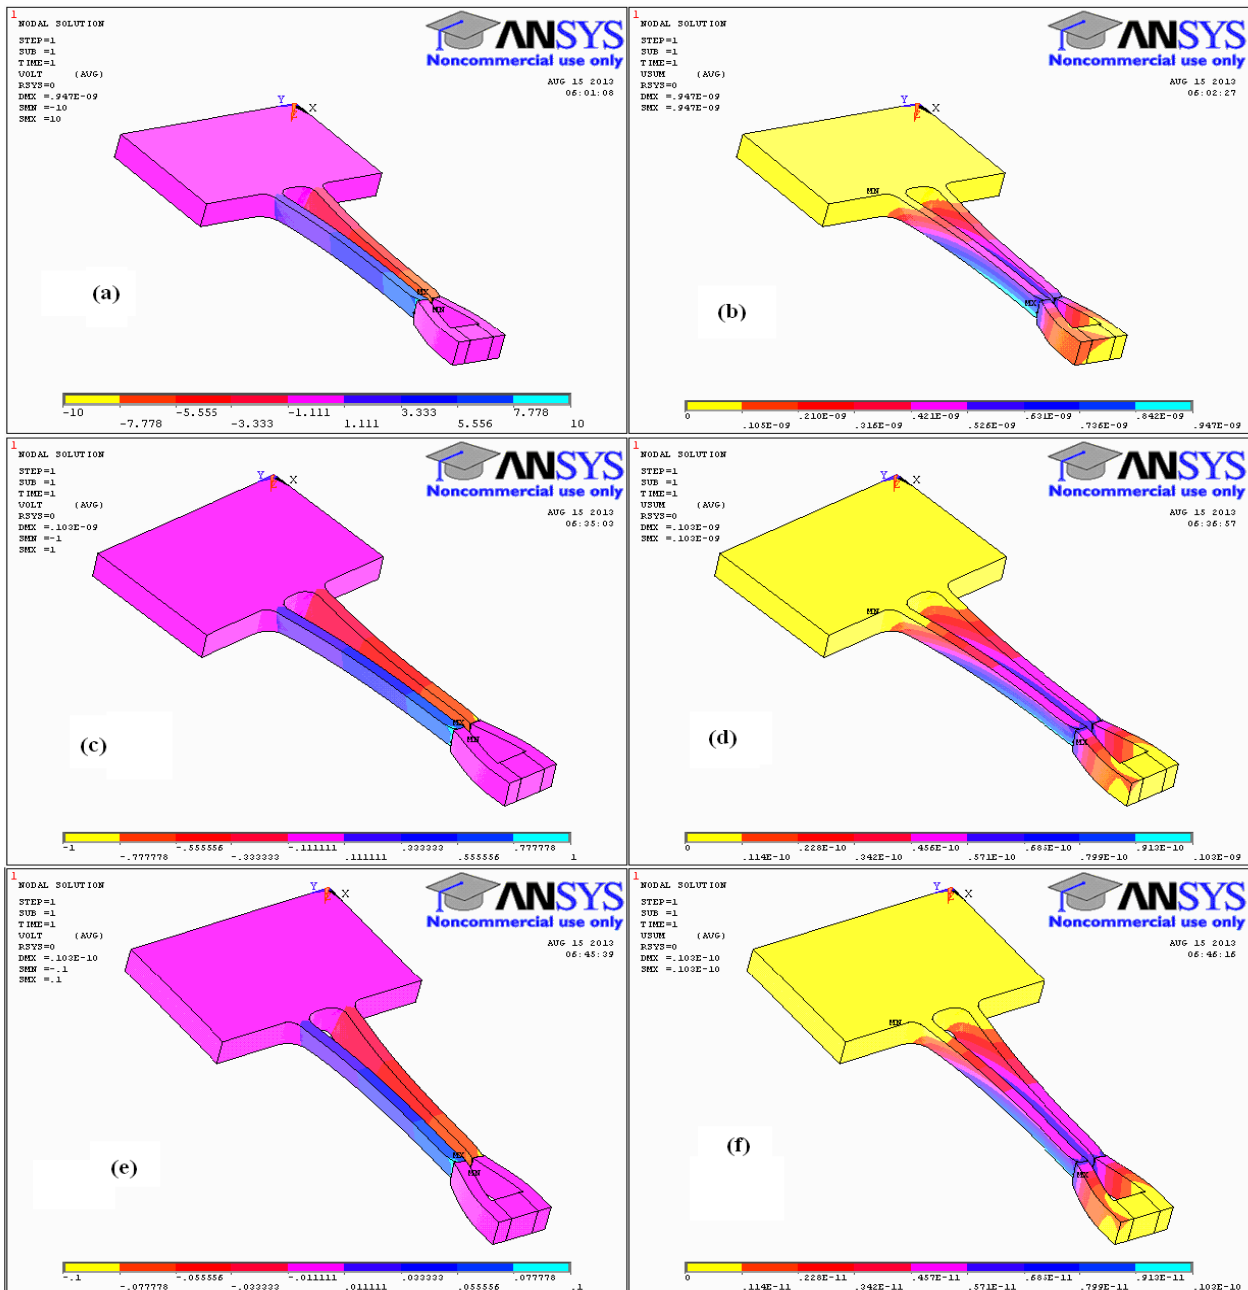 1
NODAL SOLUTION
STEP=1
SUB =1
TIME=1
VOLT (AVG)
RSYS=0
DMX =.947E-09
SMN =-10
SMX =10
ANSYS
Noncommercial use only
AUG 15 2013
06:01:08
Y
X
Z
MX
MN
(a)
-10 -5.555 -1.111 3.333 7.778
-7.778 -3.333 1.111 5.556 10
1
NODAL SOLUTION
STEP=1
SUB =1
TIME=1
USUM (AVG)
RSYS=0
DMX =.947E-09
SMX =.947E-09
ANSYS
Noncommercial use only
AUG 15 2013
06:02:27
Y
X
Z
MN
MX
(b)
0 .210E-09 .421E-09 .631E-09 .842E-09
.105E-09 .316E-09 .526E-09 .736E-09 .947E-09
1
NODAL SOLUTION
STEP=1
SUB =1
TIME=1
VOLT (AVG)
RSYS=0
DMX =.103E-09
SMN =-1
SMX =1
ANSYS
Noncommercial use only
AUG 15 2013
06:35:03
Y
X
Z
MX
MN
(c)
-1 -.555556 -.111111 .333333 .777778
-.777778 -.333333 .111111 .555556 1
1
NODAL SOLUTION
STEP=1
SUB =1
TIME=1
USUM (AVG)
RSYS=0
DMX =.103E-09
SMX =.103E-09
ANSYS
Noncommercial use only
AUG 15 2013
06:36:57
Y
X
Z
MN
MX
(d)
0 .228E-10 .456E-10 .685E-10 .913E-10
.114E-10 .342E-10 .571E-10 .799E-10 .103E-09
1
NODAL SOLUTION
STEP=1
SUB =1
TIME=1
VOLT (AVG)
RSYS=0
DMX =.103E-10
SMN =-.1
SMX =.1
ANSYS
Noncommercial use only
AUG 15 2013
06:45:39
Y
X
Z
MX
MN
(e)
-.1 -.055556 -.011111 .033333 .077778
-.077778 -.033333 .011111 .055556 .1
1
NODAL SOLUTION
STEP=1
SUB =1
TIME=1
USUM (AVG)
RSYS=0
DMX =.103E-10
SMX =.103E-10
ANSYS
Noncommercial use only
AUG 15 2013
06:46:16
Y
X
Z
MN
MX
(f)
0 .228E-11 .457E-11 .685E-11 .913E-11
.114E-11 .342E-11 .571E-11 .799E-11 .103E-10